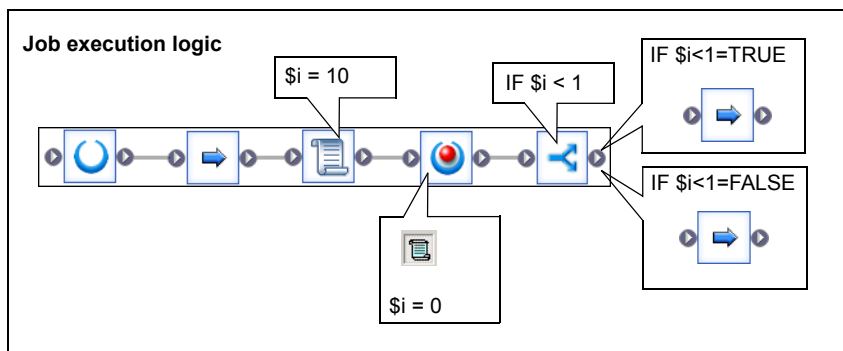 Job execution logic
$i = 10
IF $i < 1
IF $i<1=TRUE
IF $i<1=FALSE
$i = 0